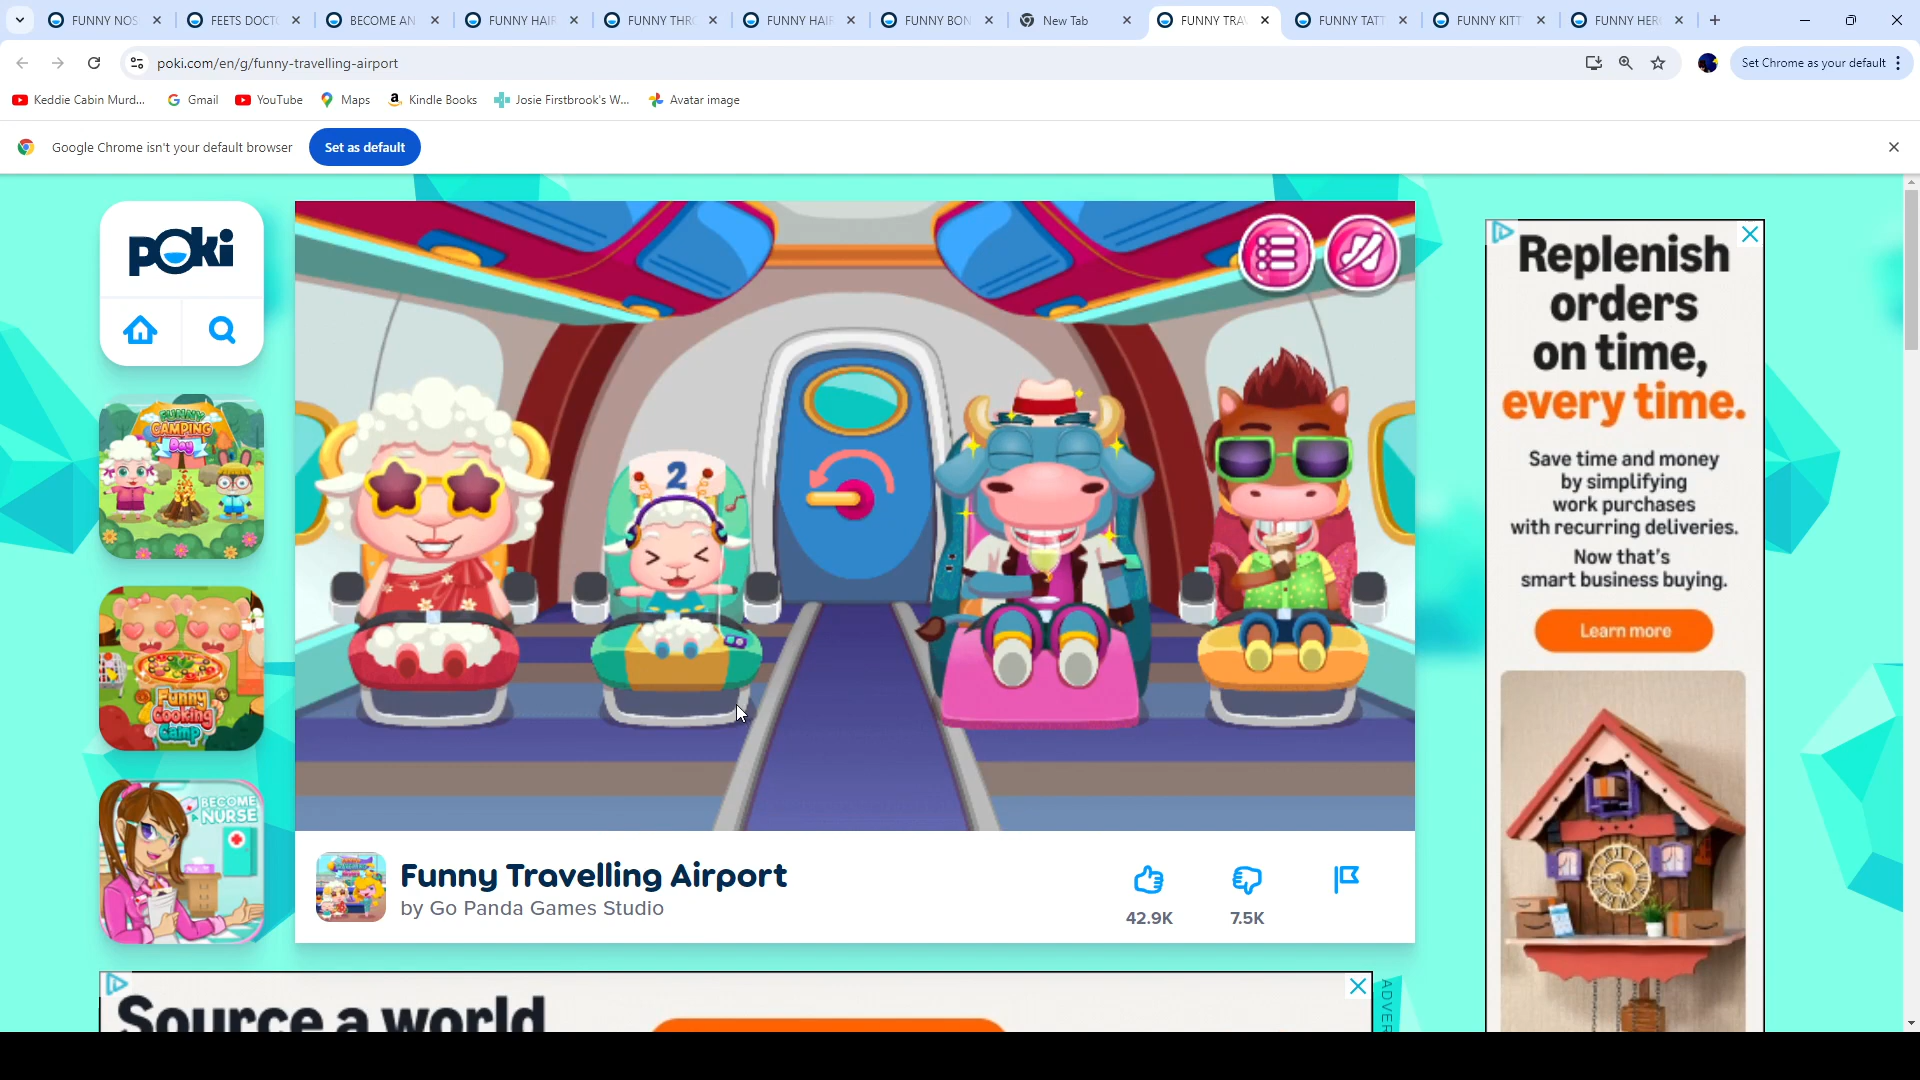 FUNNY NOS
FEETS DOCT
BECOME AN
FUNNY HAIR
FUNNY THR
FUNNY HAIR
FUNNY BON
New Tab
FUNNY TRAV
FUNNY TATT
FUNNY KITT
FUNNY HER
poki.com/en/g/funny-travelling-airport
Set Chrome as your default
Keddie Cabin Murd...
Gmail
YouTube
Maps
Kindle Books
Josie Firstbrook's W...
Avatar image
Google Chrome isn't your default browser
Set as default
poki
FUNNY
CAMPING
Day
Funny
Cooking
Camp
BECOME
NURSE
2
Funny Travelling Airport
by Go Panda Games Studio
42.9K
7.5K
Replenish
orders
on time,
every time.
Save time and money
by simplifying
work purchases
with recurring deliveries.
Now that's
smart business buying.
Learn more
Source a world
ADVER